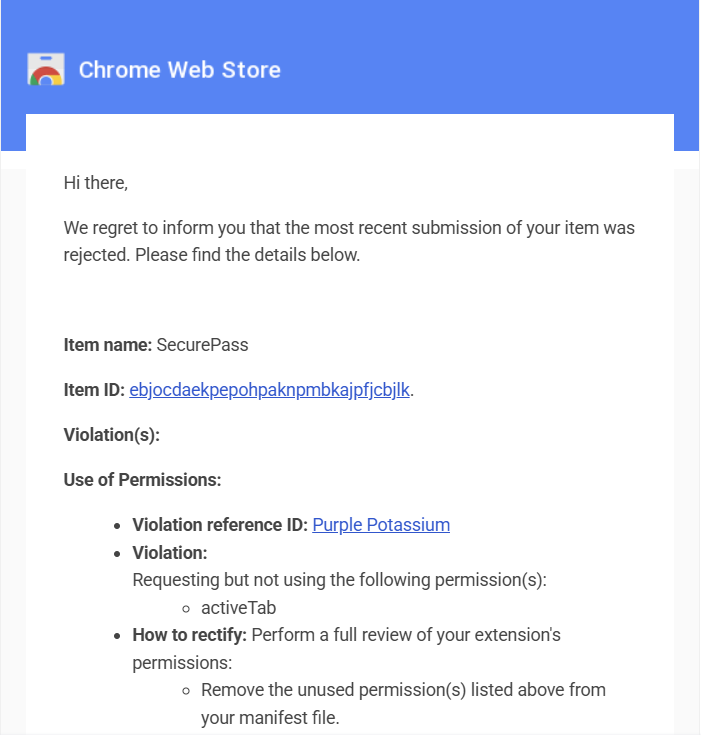 Chrome Web Store
Hi there,
We regret to inform you that the most recent submission of your item was
rejected. Please find the details below.
Item name: SecurePass
Item ID: ebjocdaekpepohpaknpmbkajpfjcbjlk.
Violation(s):
Use of Permissions:
• Violation reference ID: Purple Potassium
• Violation:
Requesting but not using the following permission(s):
○ activeTab
• How to rectify: Perform a full review of your extension's
permissions:
○ Remove the unused permission(s) listed above from
your manifest file.